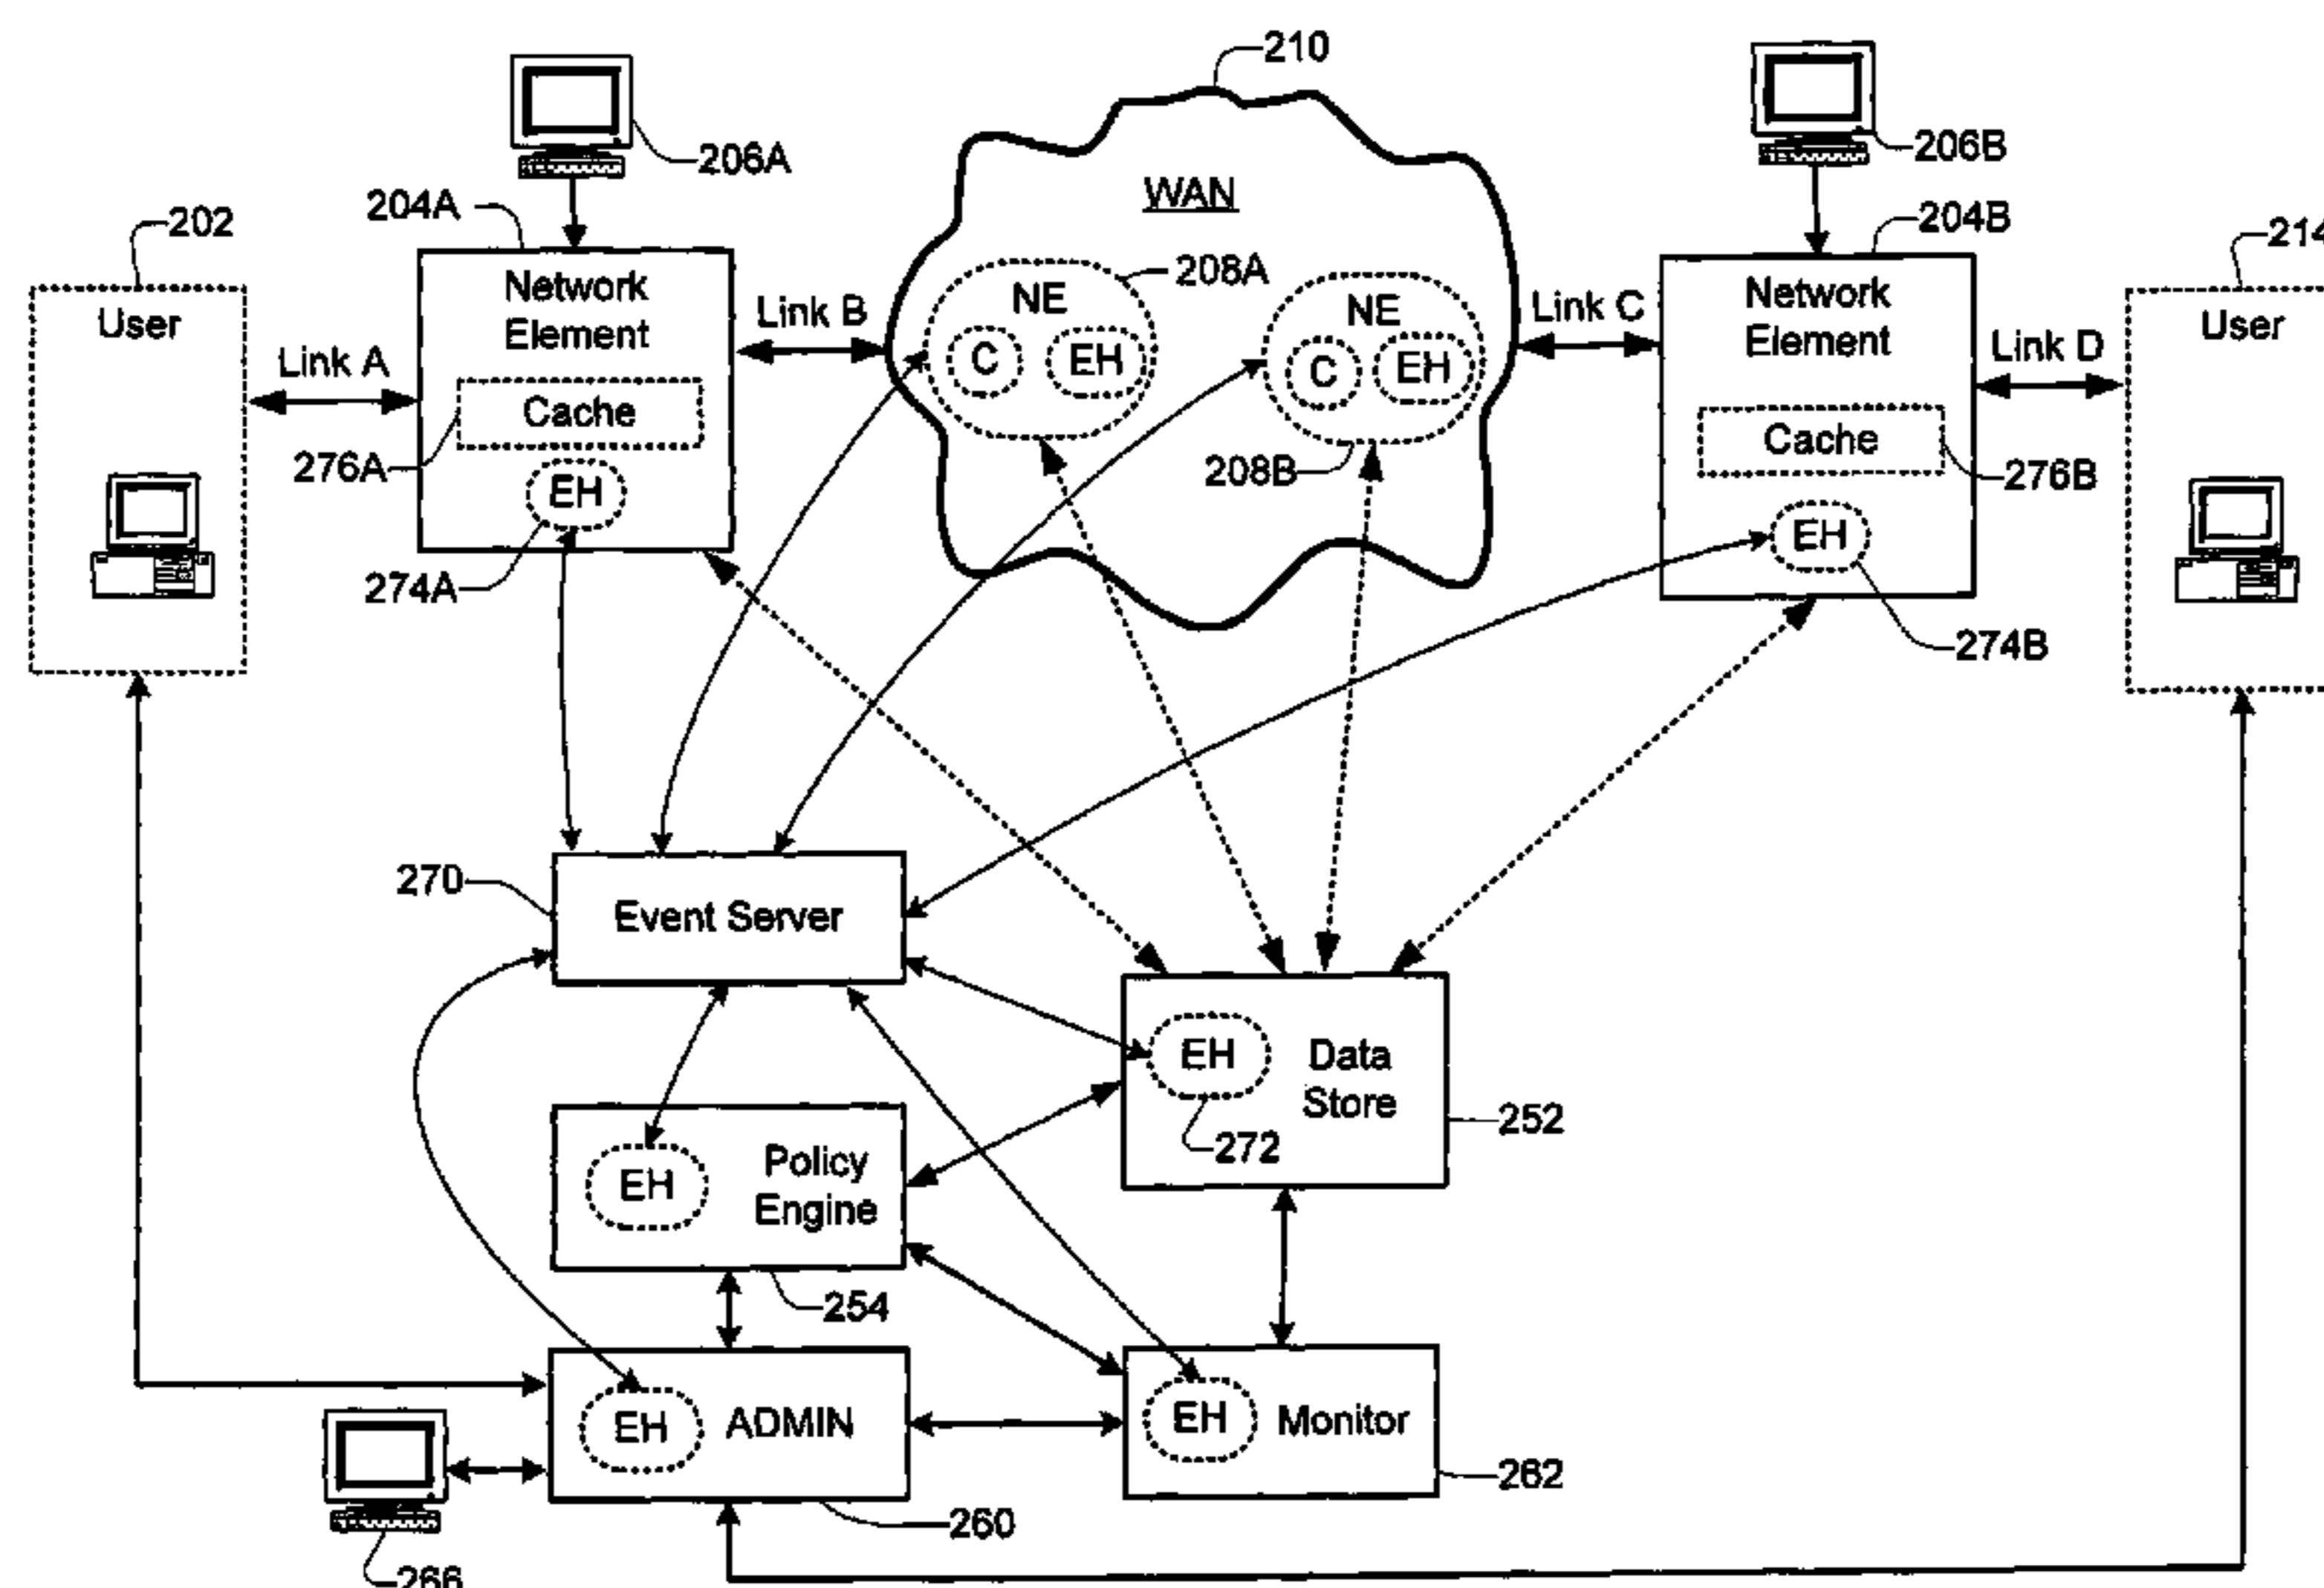 210
206A
206B
WAN
202
204A
204B
214
User
Network
Element
Link A
Link B
208A
NE
C
EH
NE
C
EH
208B
Link C
Network
Element
Link D
User
Cache
276A
EH
274A
Cache
276B
EH
274B
270
Event Server
EH
Data
Store
272
252
EH
Policy
Engine
254
EH
ADMIN
EH
Monitor
262
260
266